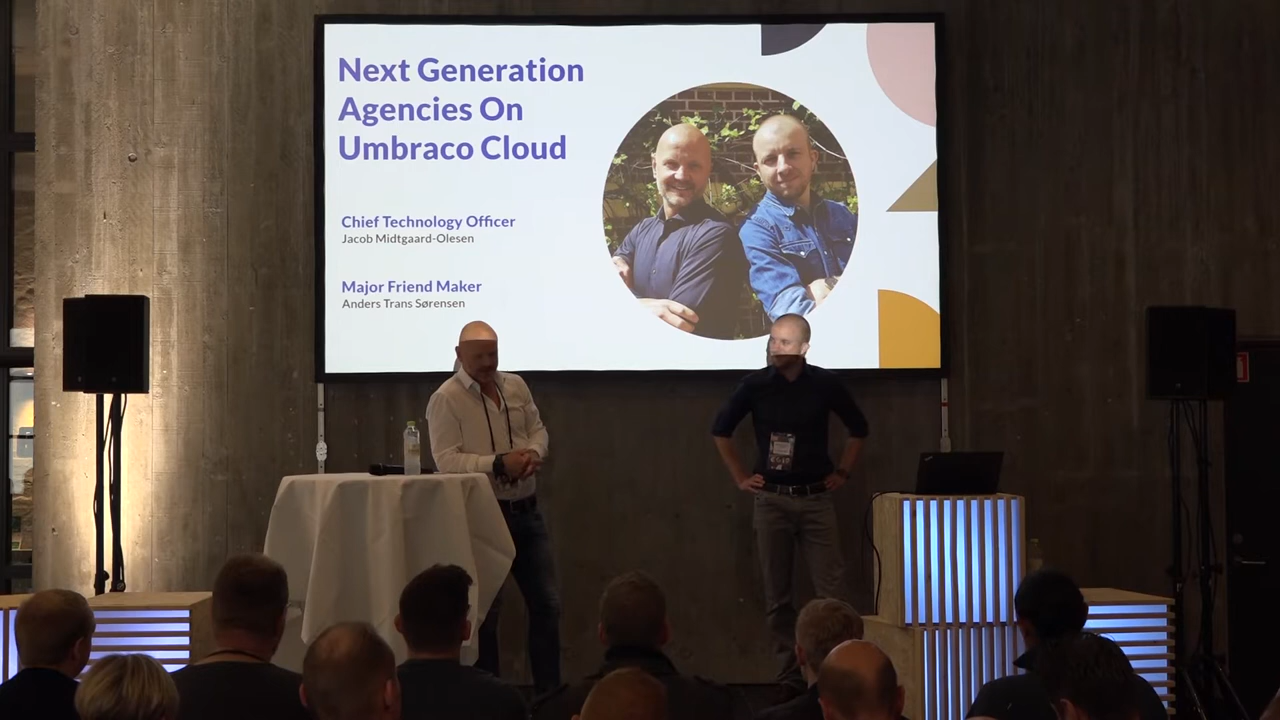 Next Generation
Agencies On
Umbraco Cloud
Chief Technology Officer
Jacob Midtgaard-Olesen
Major Friend Maker
Anders Trans Sørensen